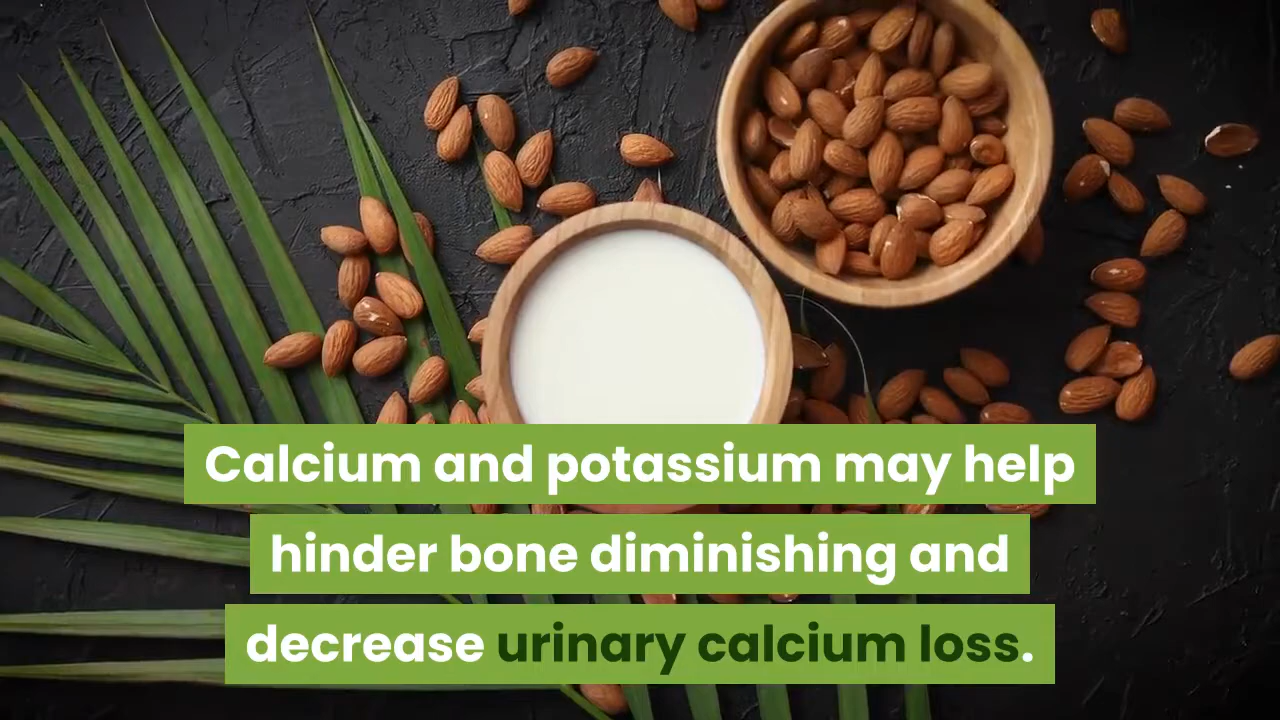 Calcium and potassium may help
hinder bone diminishing and
decrease urinary calcium loss.